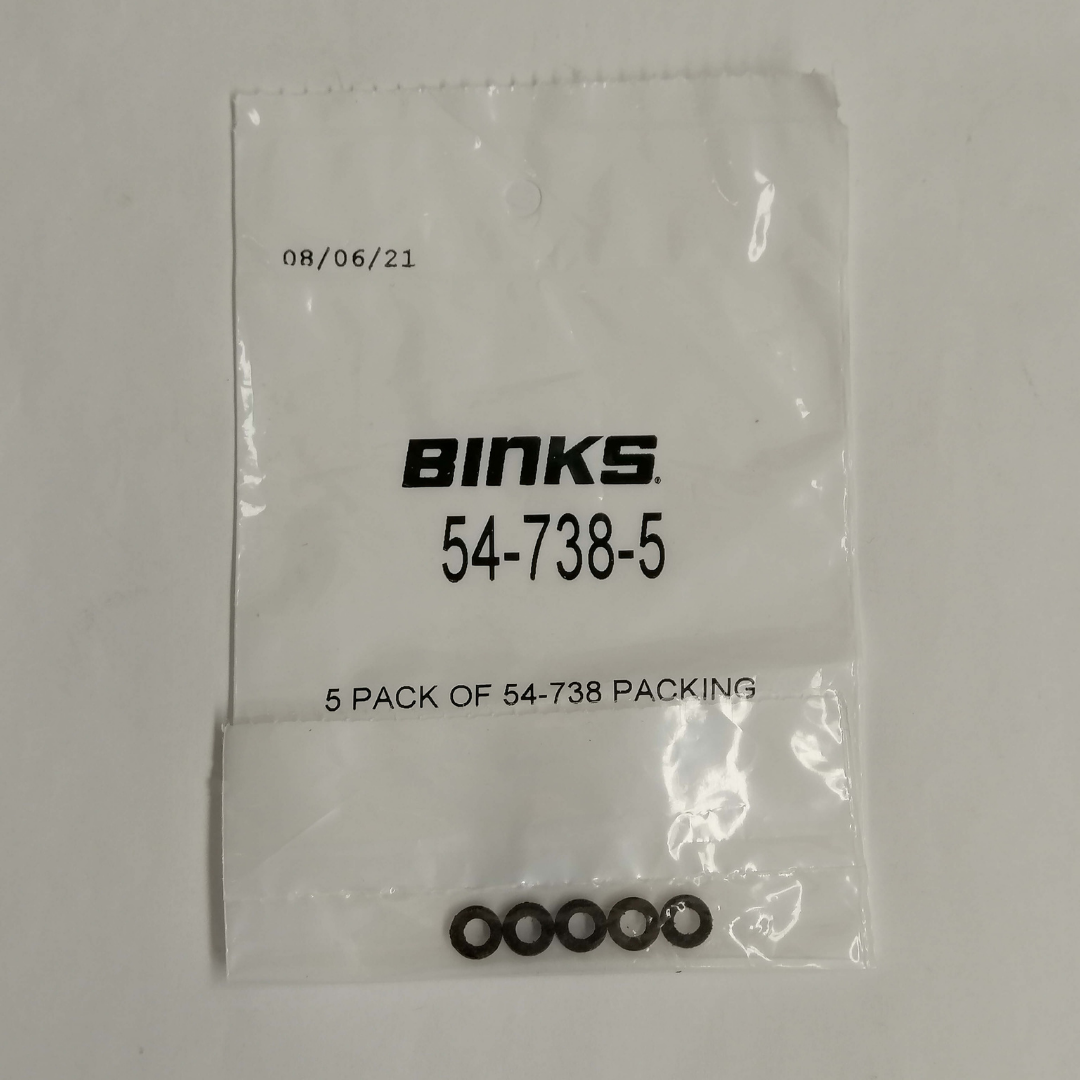 08/06/21
BINKS®
54-738-5
5 PACK OF 54-738 PACKING